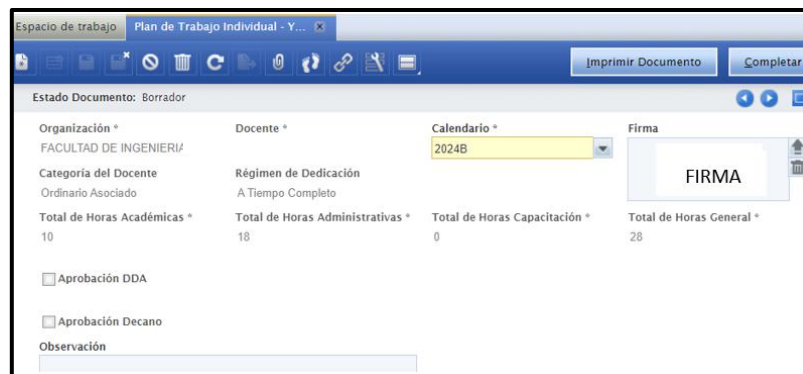 Espacio de trabajo Plan de Trabajo Individual - Y...
Imprimir Documento Completar
Estado Documento: Borrador
Organización * Docente * Calendario * Firma
FACULTAD DE INGENIERIA 2024B
FIRMA
Categoría del Docente Régimen de Dedicación
Ordinario Asociado A Tiempo Completo
Total de Horas Académicas * Total de Horas Administrativas * Total de Horas Capacitación * Total de Horas General *
10 18 0 28
Aprobación DDA
Aprobación Decano
Observación